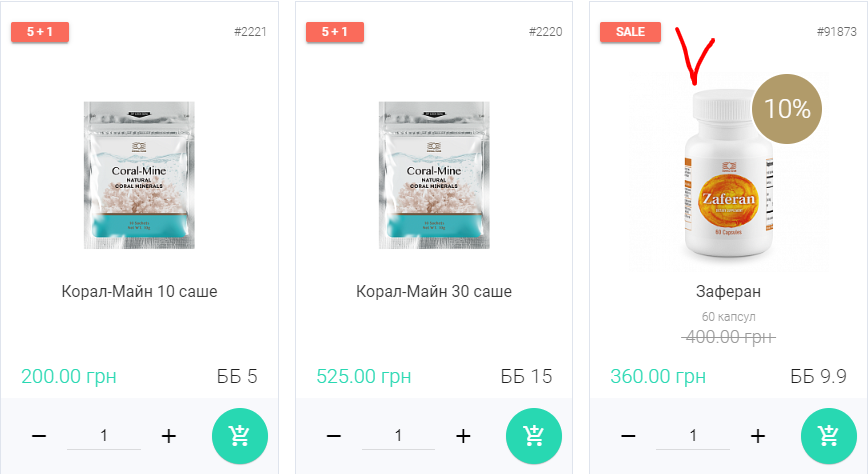 5 + 1
#2221
Coral-Mine
NATURAL
CORAL MINERALS
Корал-Майн 10 саше
200.00 грн
ББ 5
1
5 + 1
#2220
Coral-Mine
NATURAL
CORAL MINERALS
Корал-Майн 30 саше
525.00 грн
ББ 15
1
SALE
#91873
10%
Zaferan
60 Capsules
Заферан
60 капсул
400.00 грн
360.00 грн
ББ 9.9
1